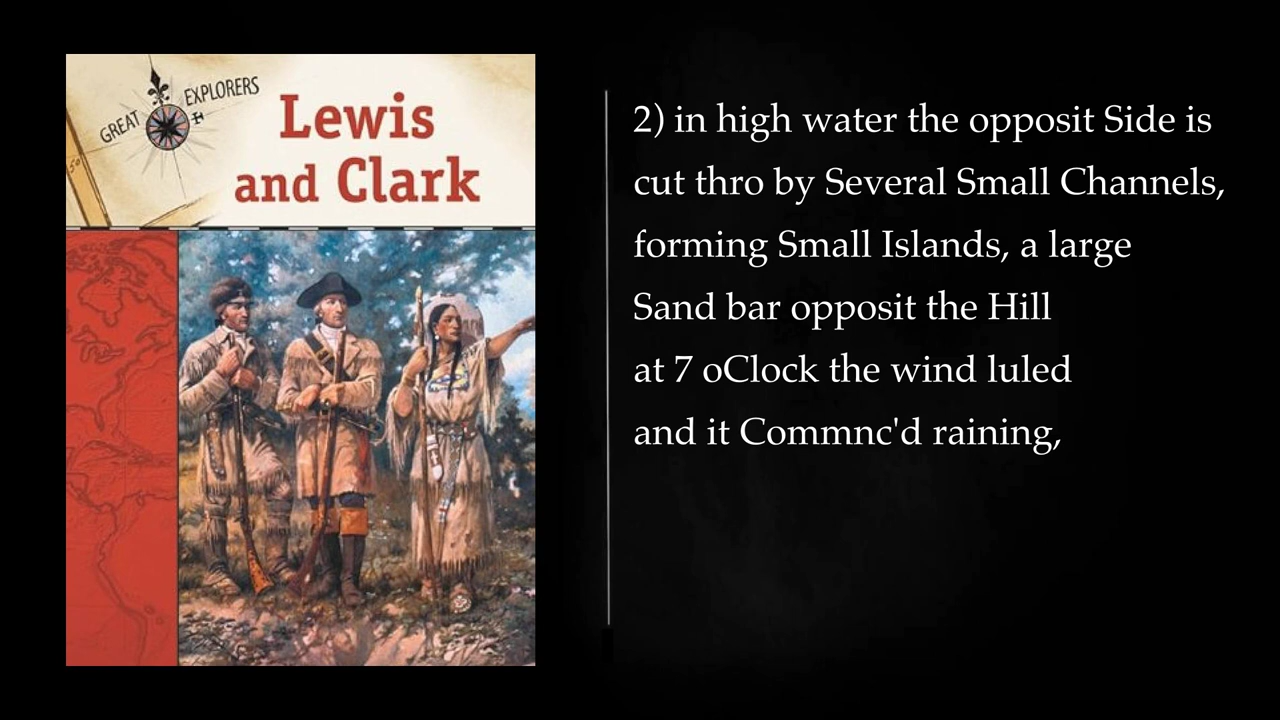 GREAT EXPLORERS
Lewis
and Clark
50
2) in high water the opposit Side is
cut thro by Several Small Channels,
forming Small Islands, a large
Sand bar opposit the Hill
at 7 oClock the wind luled
and it Commnc'd raining,